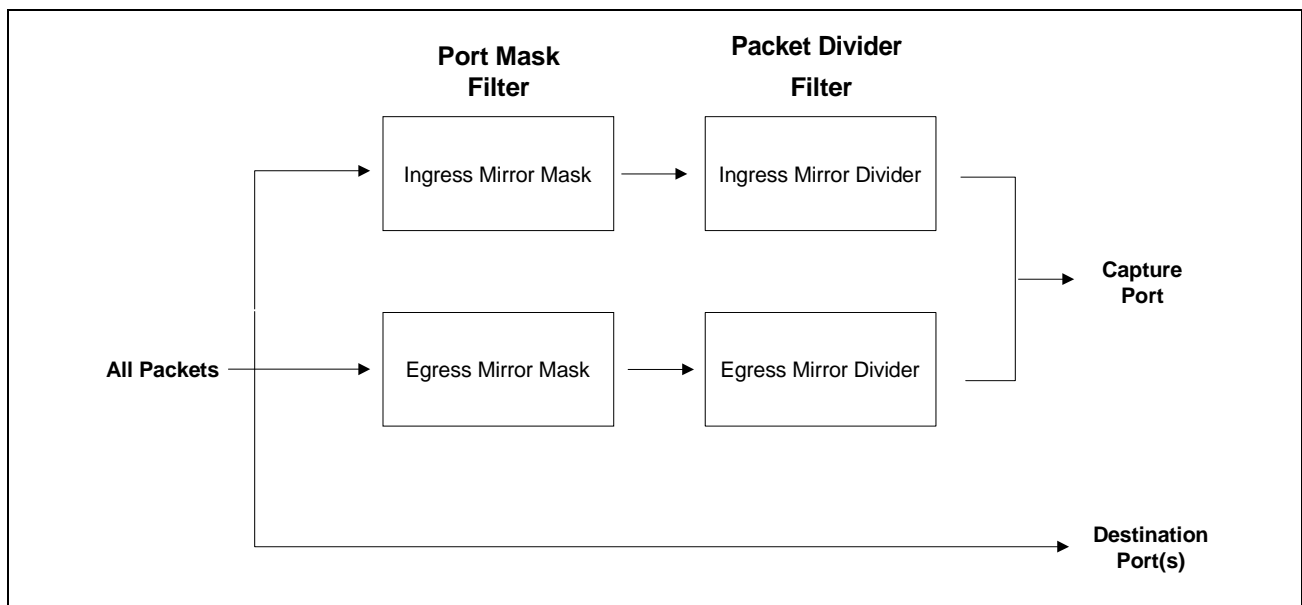 Port Mask
Filter
Packet Divider
Filter
Ingress Mirror Mask
Ingress Mirror Divider
Capture
Port
All Packets
Egress Mirror Mask
Egress Mirror Divider
Destination
Port(s)